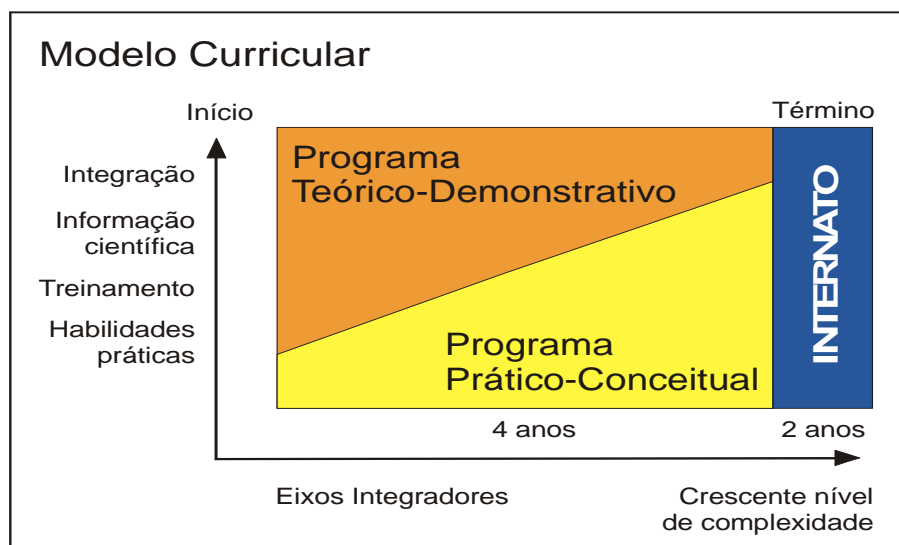 Modelo Curricular
Início
Término
Integração
Informação
científica
Treinamento
Habilidades
práticas
Programa
Teórico-Demonstrativo
Programa
Prático-Conceitual
INTERNATO
4 anos
2 anos
Eixos Integradores
Crescente nível
de complexidade